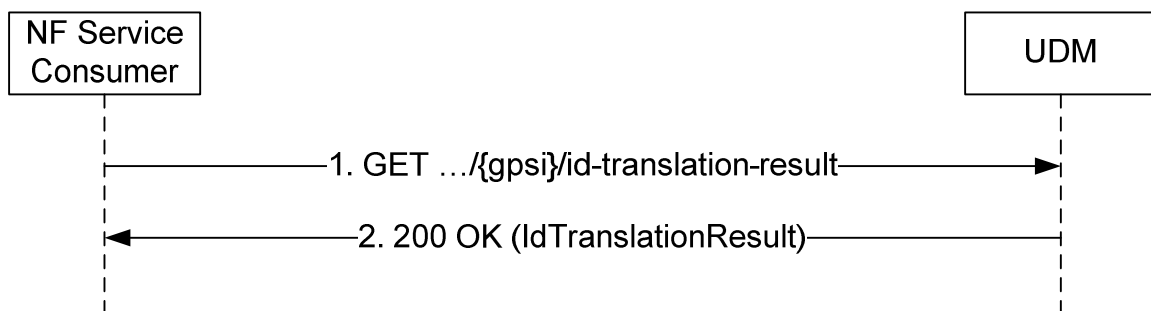 NF Service
Consumer
UDM
1. GET …/{gpsi}/id-translation-result
2. 200 OK (IdTranslationResult)